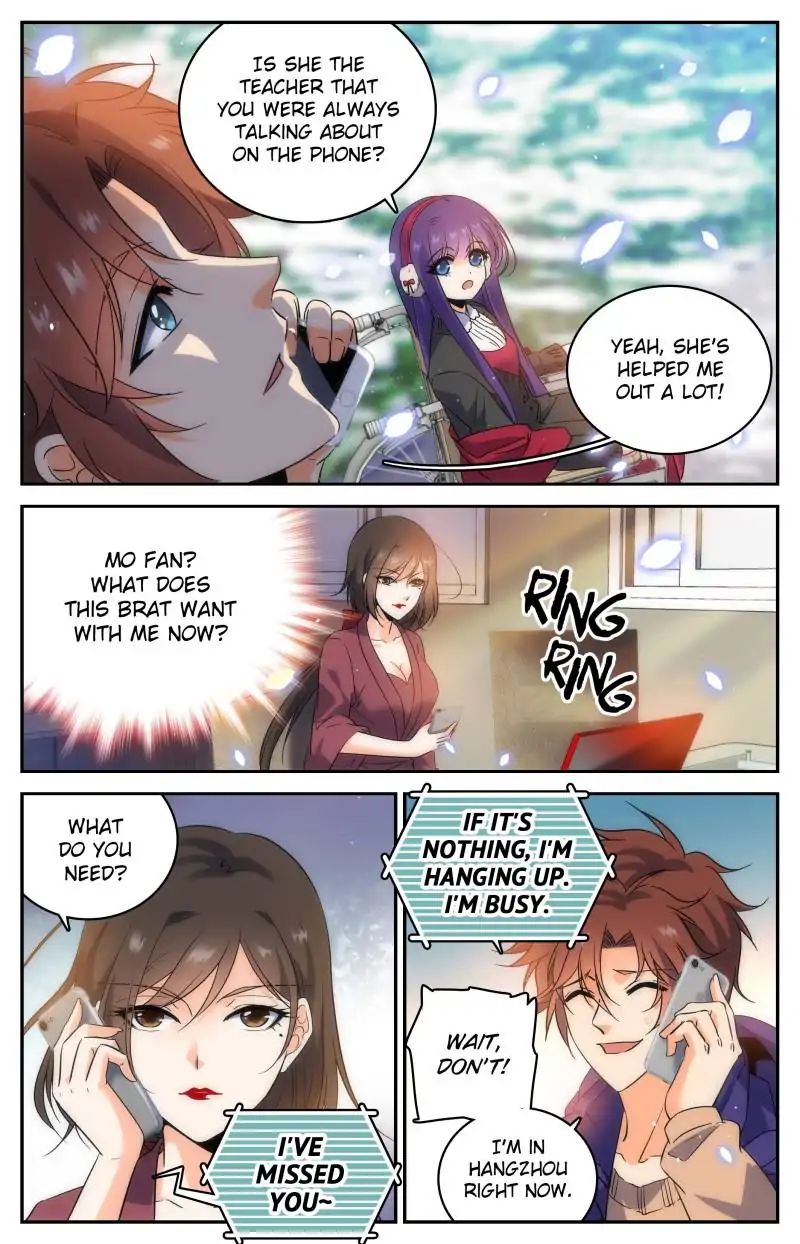 IS SHE THE
TEACHER THAT
YOU WERE ALWAYS
TALKING ABOUT
ON THE PHONE?
YEAH, SHE'S
HELPED ME
OUT A LOT!
MO FAN?
WHAT DOES
THIS BRAT WANT
WITH ME NOW?
RING
RING
WHAT
DO YOU
NEED?
I'VE
MISSED
YOU~
IF IT'S
NOTHING, I'M
HANGING UP.
I'M BUSY.
WAIT,
DON'T!
I'M IN
HANGZHOU
RIGHT NOW.